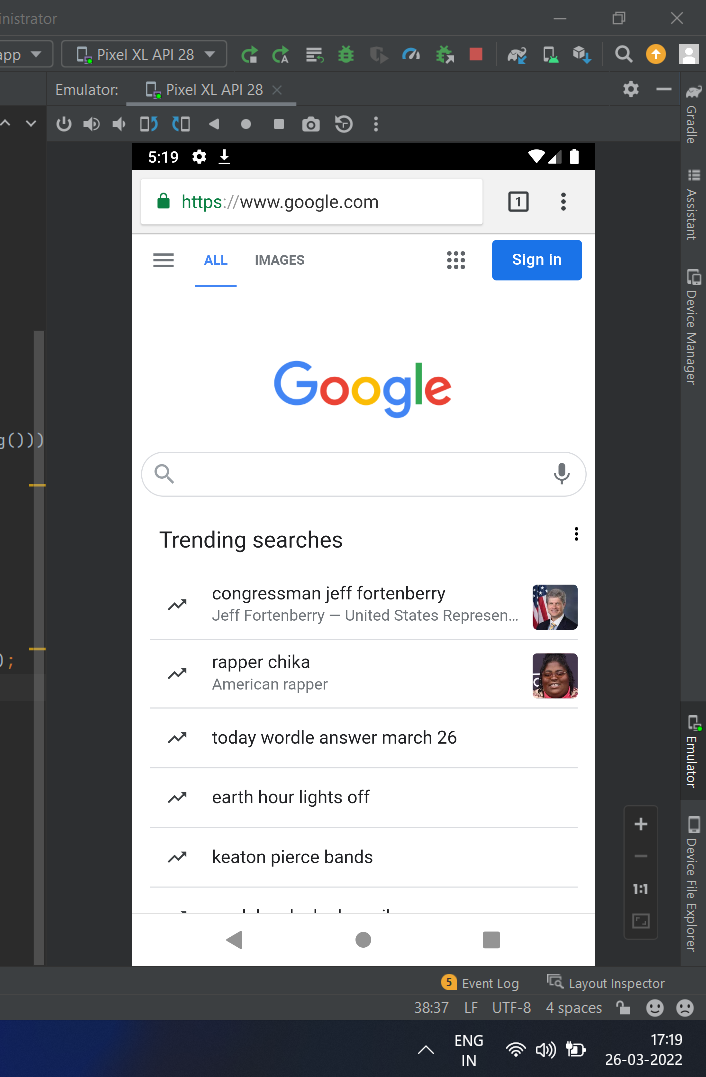 inistrator
app
Pixel XL API 28
Emulator:
Pixel XL API 28
5:19
https://www.google.com
1
ALL
IMAGES
Sign in
Google
Trending searches
congressman jeff fortenberry
Jeff Fortenberry — United States Represen...
rapper chika
American rapper
today wordle answer march 26
earth hour lights off
keaton pierce bands
g()))
);
Gradle
Assistant
Device Manager
Emulator
Device File Explorer
1:1
5 Event Log
Layout Inspector
38:37
LF
UTF-8
4 spaces
ENG
IN
17:19
26-03-2022